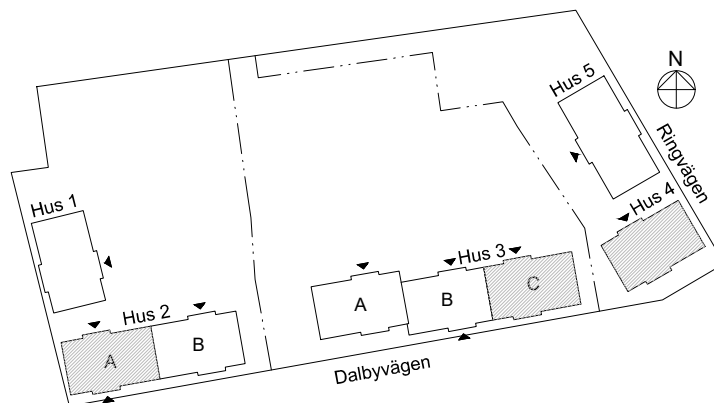 Hus 5
N
Ringvägen
Hus 4
Hus 1
Hus 3
Hus 2
A
B
C
A
B
Dalbyvägen